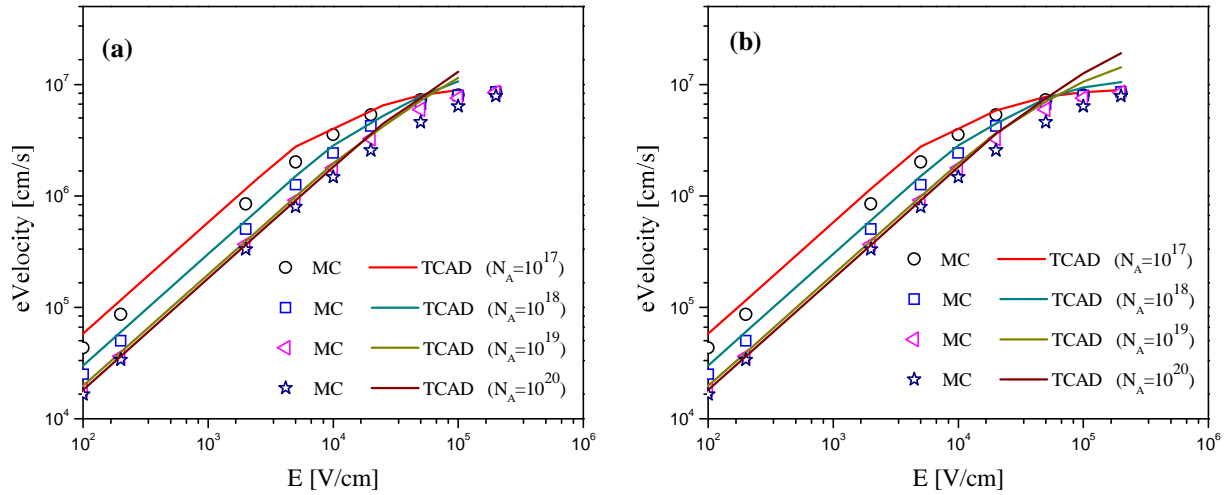 (a)
eVelocity [cm/s]
10^7
10^6
10^5
10^4
MC TCAD (N_A=10^17)
MC TCAD (N_A=10^18)
MC TCAD (N_A=10^19)
MC TCAD (N_A=10^20)
10^2 10^3 10^4 10^5 10^6
E [V/cm]
(b)
eVelocity [cm/s]
10^7
10^6
10^5
10^4
MC TCAD (N_A=10^17)
MC TCAD (N_A=10^18)
MC TCAD (N_A=10^19)
MC TCAD (N_A=10^20)
10^2 10^3 10^4 10^5 10^6
E [V/cm]